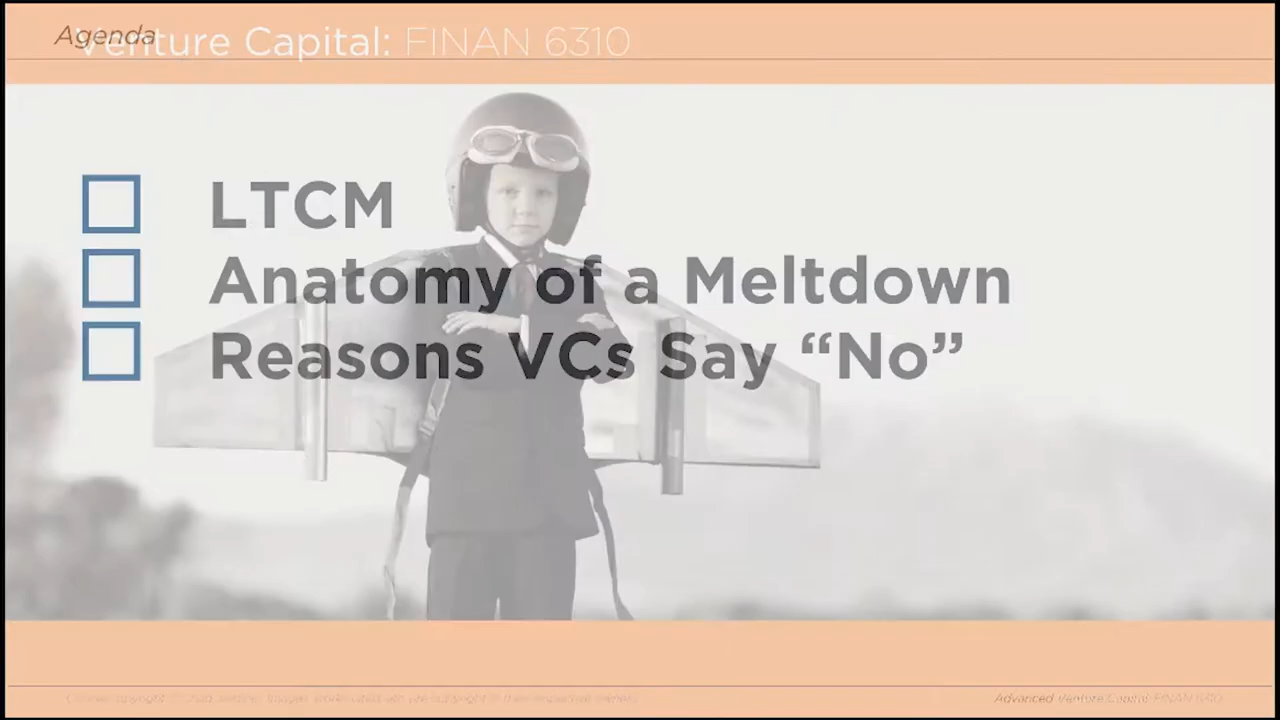 Agenda
Venture Capital: FINAN 6310
LTCM
Anatomy of a Meltdown
Reasons VCs Say “No”
Advanced Venture Capital: FINAN 6310